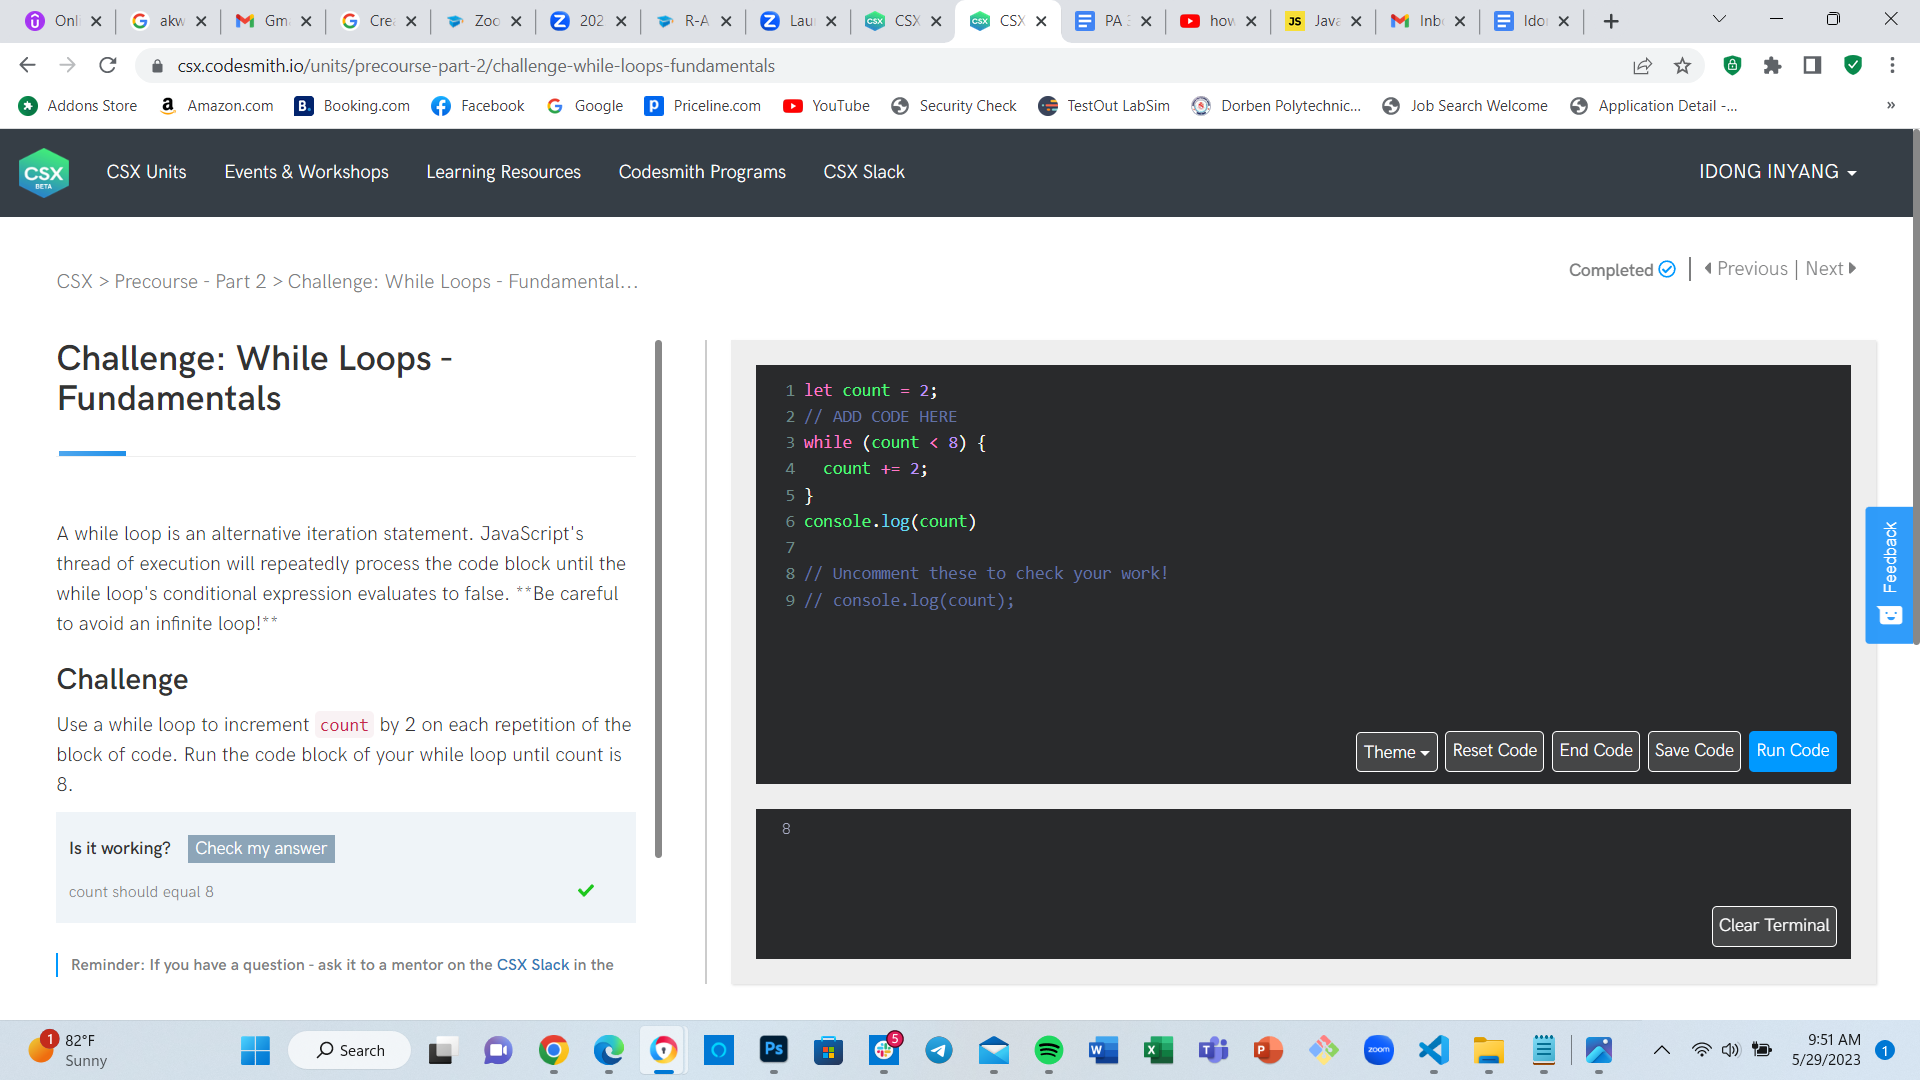 Onli
akw
Gma
Crea
Zoo
202
R-A
Lau
CSX
CSX
PA 3
how
JS Java
Inbo
Idor
csx.codesmith.io/units/precourse-part-2/challenge-while-loops-fundamentals
Addons Store
Amazon.com
Booking.com
Facebook
Google
Priceline.com
YouTube
Security Check
TestOut LabSim
Dorben Polytechnic...
Job Search Welcome
Application Detail -...
»
CSX BETA
CSX Units
Events & Workshops
Learning Resources
Codesmith Programs
CSX Slack
IDONG INYANG
CSX > Precourse - Part 2 > Challenge: While Loops - Fundamental...
Completed
Previous | Next
Challenge: While Loops -
Fundamentals
A while loop is an alternative iteration statement. JavaScript's
thread of execution will repeatedly process the code block until the
while loop's conditional expression evaluates to false. **Be careful
to avoid an infinite loop!**
Challenge
Use a while loop to increment count by 2 on each repetition of the
block of code. Run the code block of your while loop until count is
8.
Is it working? Check my answer
count should equal 8
Reminder: If you have a question - ask it to a mentor on the CSX Slack in the
1 let count = 2;
2 // ADD CODE HERE
3 while (count < 8) {
4 count += 2;
5 }
6 console.log(count)
7
8 // Uncomment these to check your work!
9 // console.log(count);
Theme
Reset Code
End Code
Save Code
Run Code
8
Clear Terminal
Feedback
1
82°F
Sunny
Search
Ps
5
zoom
9:51 AM
5/29/2023
1